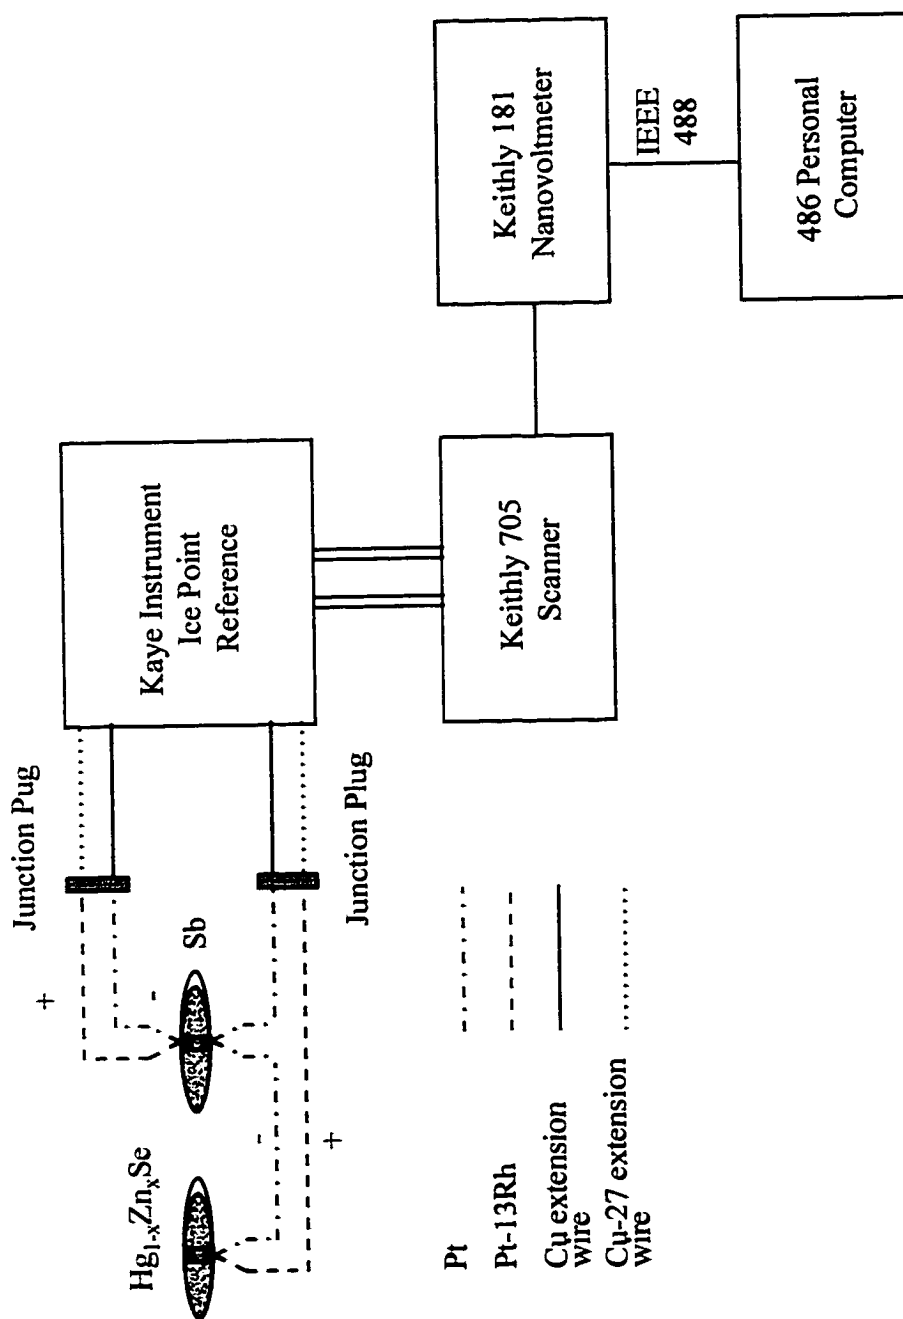 Hg1-xZnxSe
Sb
+
-
-
+
Junction Pug
Junction Plug
Kaye Instrument
Ice Point
Reference
Keithly 705
Scanner
Keithly 181
Nanovoltmeter
IEEE
488
486 Personal
Computer
Pt
Pt-13Rh
Cu extension
wire
Cu-27 extension
wire